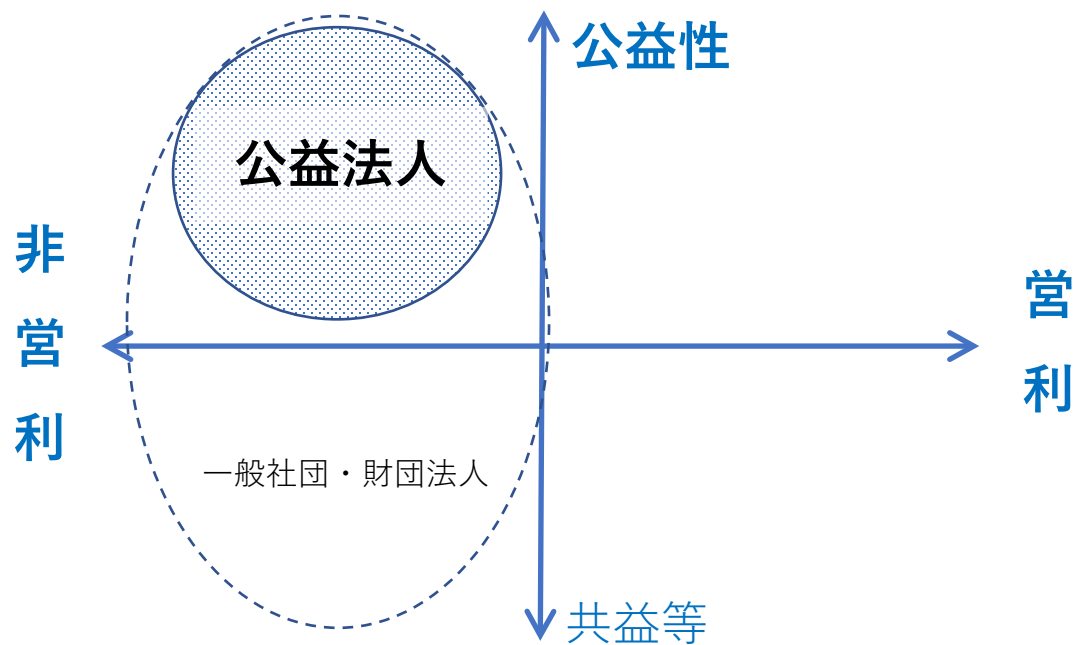 公益性
公益法人
非営利
営利
一般社団・財団法人
共益等